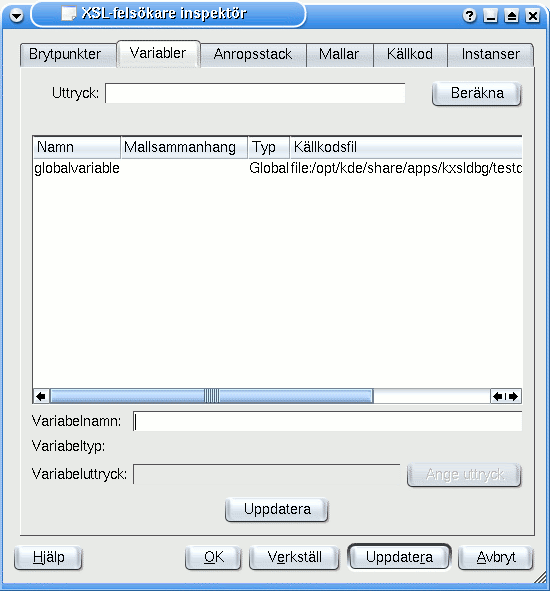 XSL-felsökare inspektör
Brytpunkter Variabler Anropsstack Mallar Källkod Instanser
Uttryck: Beräkna
Namn Mallsammanhang Typ Källkodsfil
globalvariable Global file:/opt/kde/share/apps/kxsldbg/testd
Variabelnamn:
Variabeltyp:
Variabeluttryck: Ange uttryck
Uppdatera
Hjälp OK Verkställ Uppdatera Avbryt